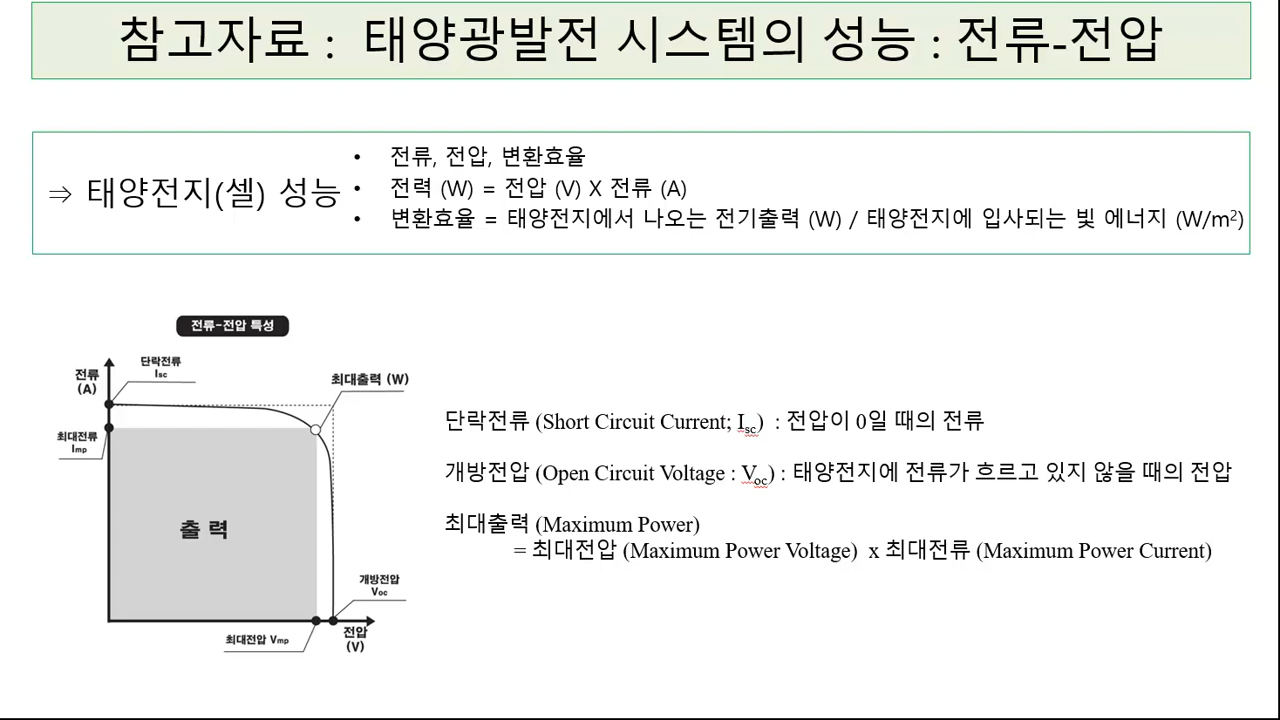 참고자료 : 태양광발전 시스템의 성능 : 전류-전압
⇒ 태양전지(셀) 성능
• 전류, 전압, 변환효율
• 전력 (W) = 전압 (V) X 전류 (A)
• 변환효율 = 태양전지에서 나오는 전기출력 (W) / 태양전지에 입사되는 빛 에너지 (W/m²)
전류-전압 특성
전류
(A)
단락전류
Isc
최대출력 (W)
최대전류
Imp
출 력
개방전압
Voc
최대전압 Vmp
전압
(V)
단락전류 (Short Circuit Current; Isc) : 전압이 0일 때의 전류
개방전압 (Open Circuit Voltage : Voc) : 태양전지에 전류가 흐르고 있지 않을 때의 전압
최대출력 (Maximum Power)
= 최대전압 (Maximum Power Voltage) x 최대전류 (Maximum Power Current)